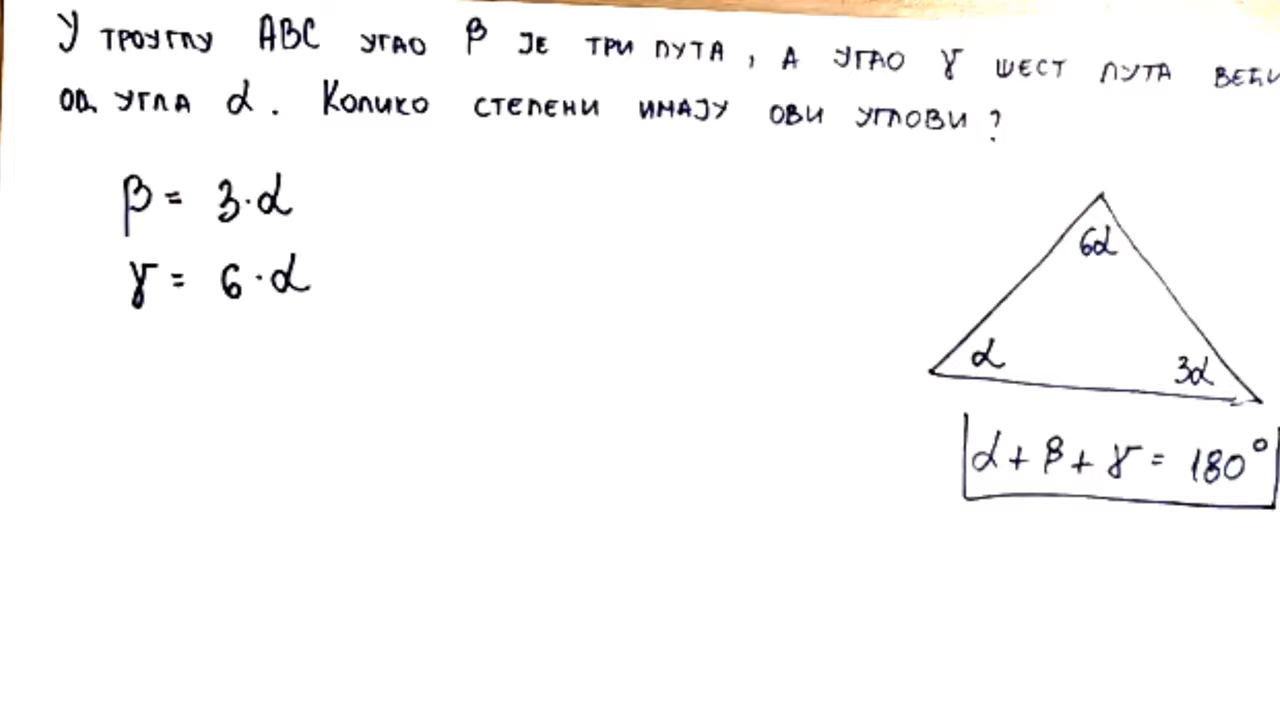 У ТРОУГЛУ АВС УГАО β ЈЕ ТРИ ПУТА, А УГАО γ ШЕСТ ПУТА ВЕЋИ
ОД УГЛА α. КОЛИКО СТЕПЕНИ ИМАЈУ ОВИ УГЛОВИ?
β = 3·α
γ = 6·α
6α
α
3α
α + β + γ = 180°